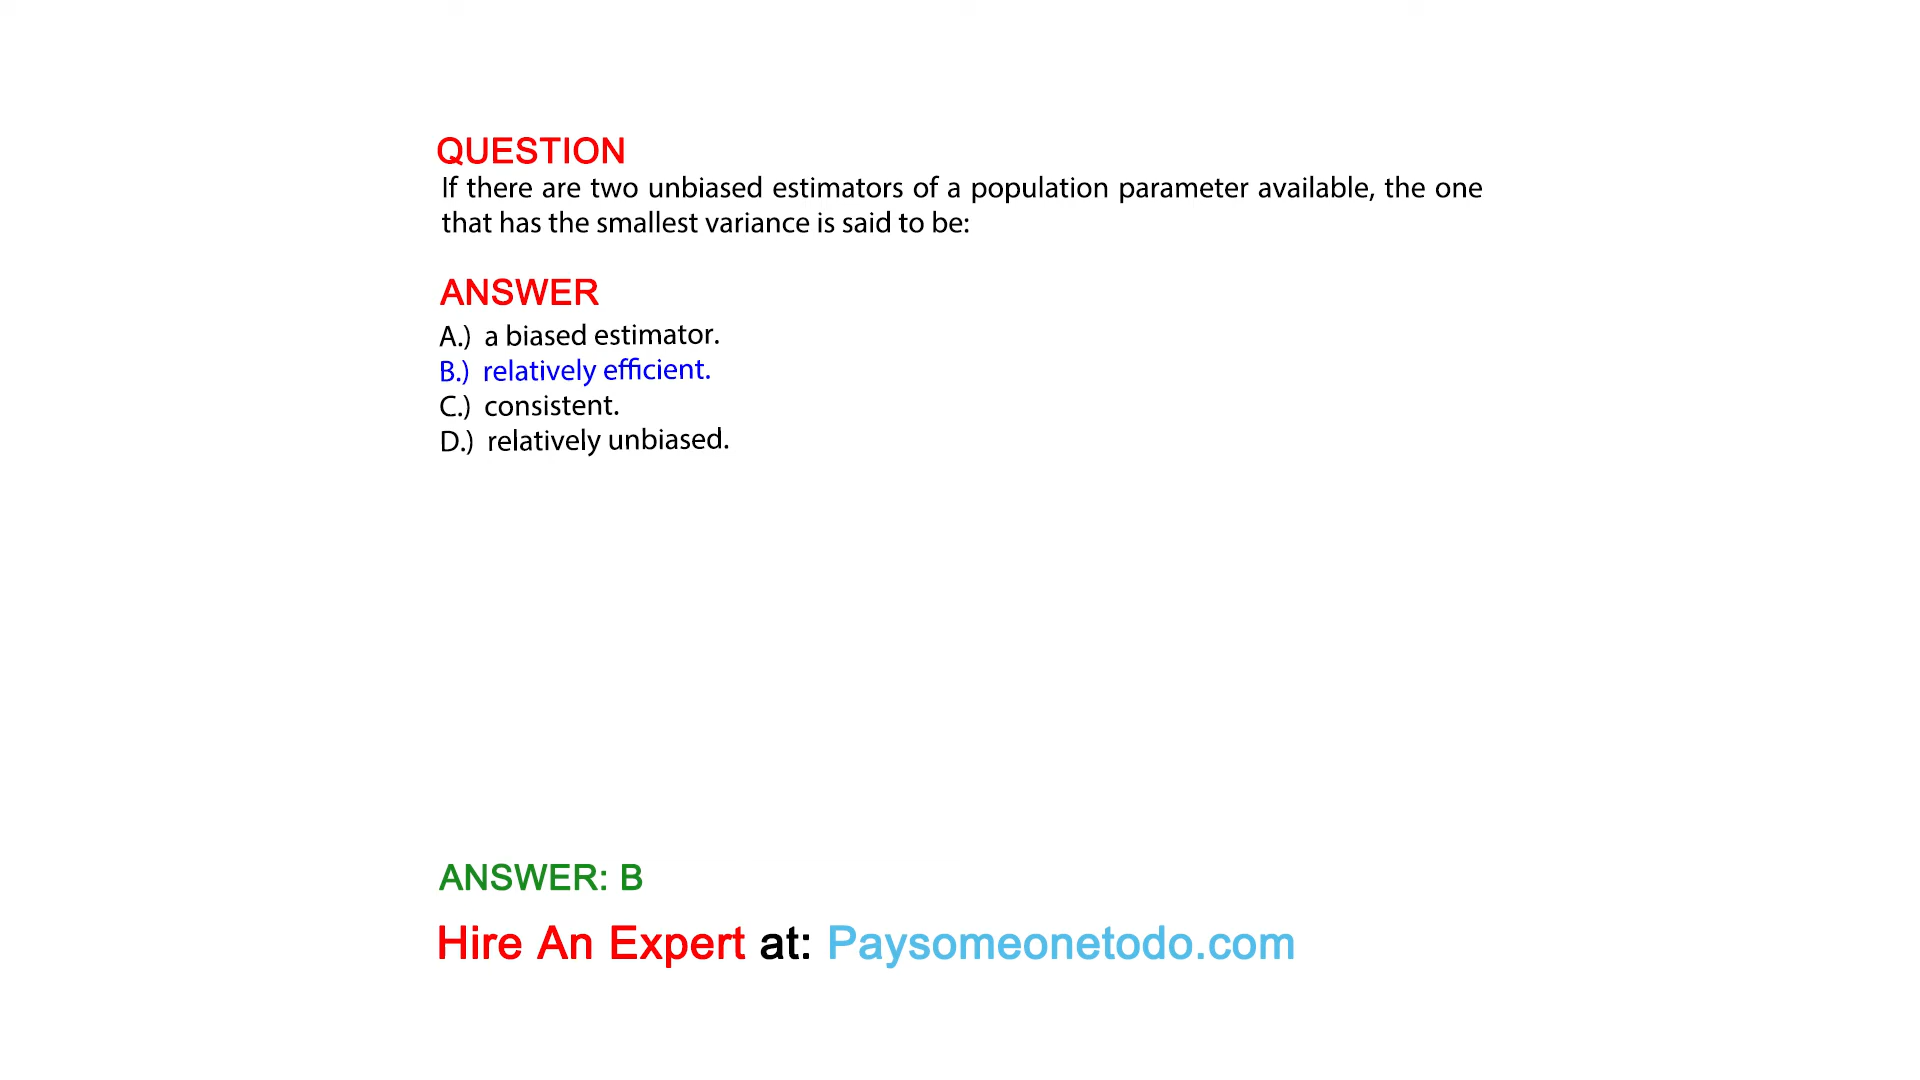 QUESTION
If there are two unbiased estimators of a population parameter available, the one
that has the smallest variance is said to be:
ANSWER
A.) a biased estimator.
B.) relatively efficient.
C.) consistent.
D.) relatively unbiased.
ANSWER: B
Hire An Expert at: Paysomeonetodo.com